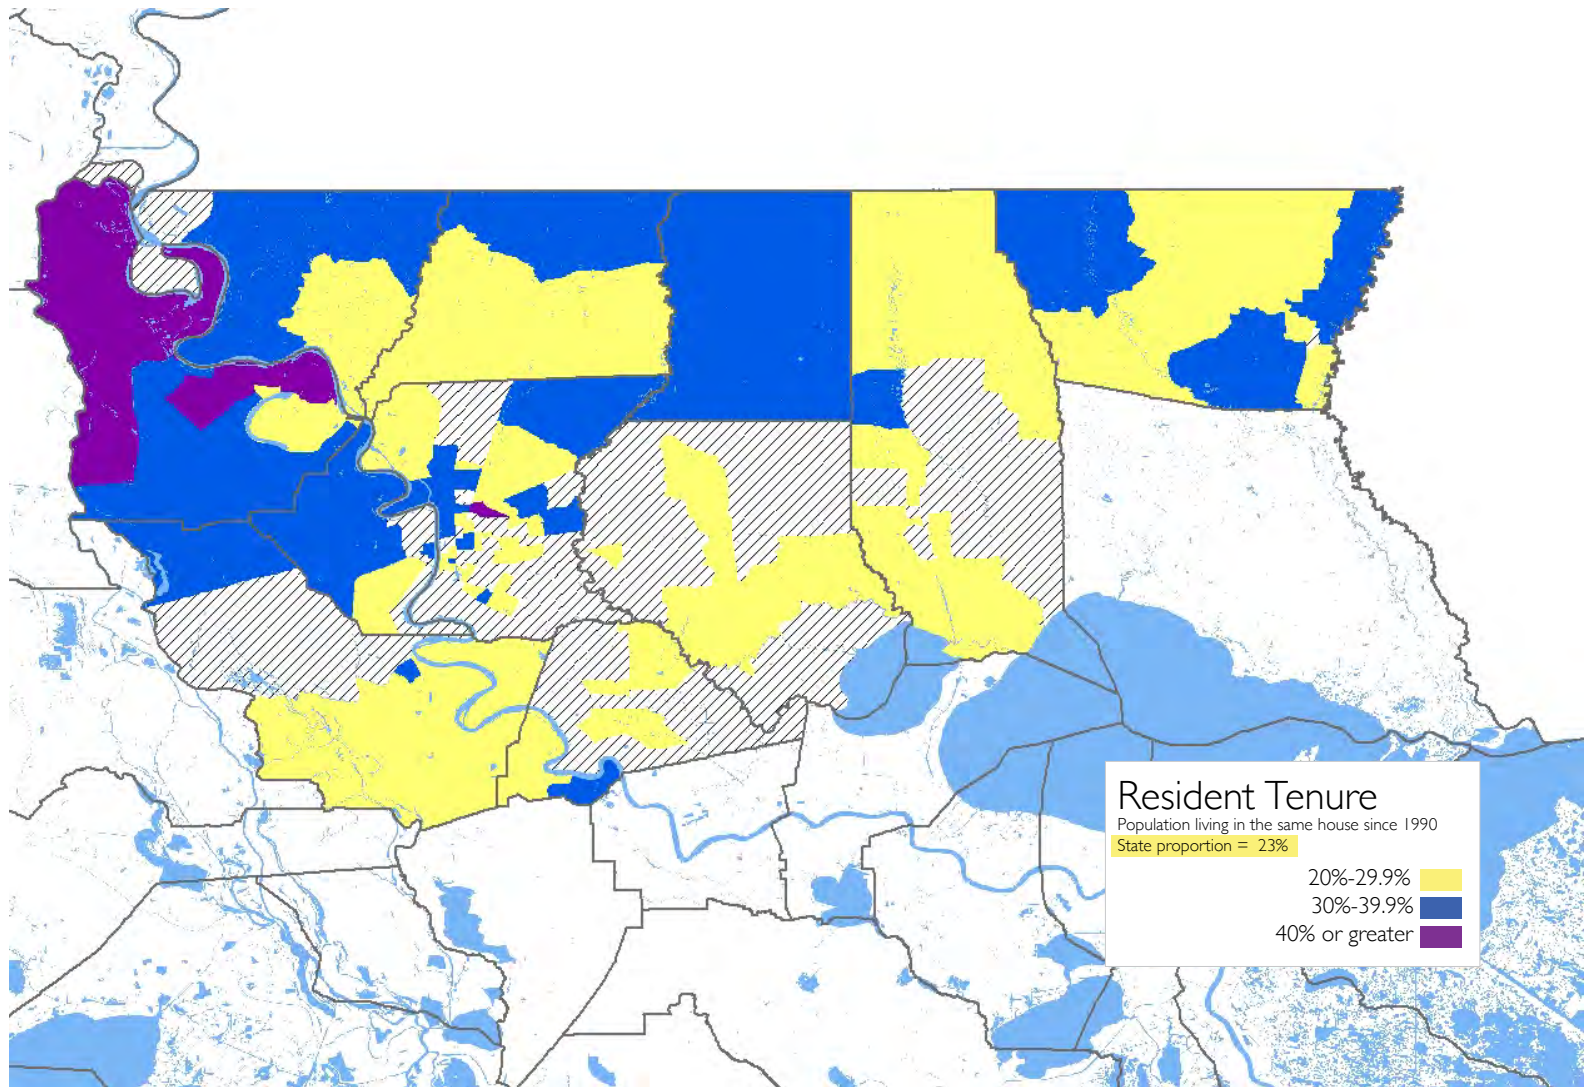 Resident Tenure
Population living in the same house since 1990
State proportion = 23%
20%-29.9%
30%-39.9%
40% or greater